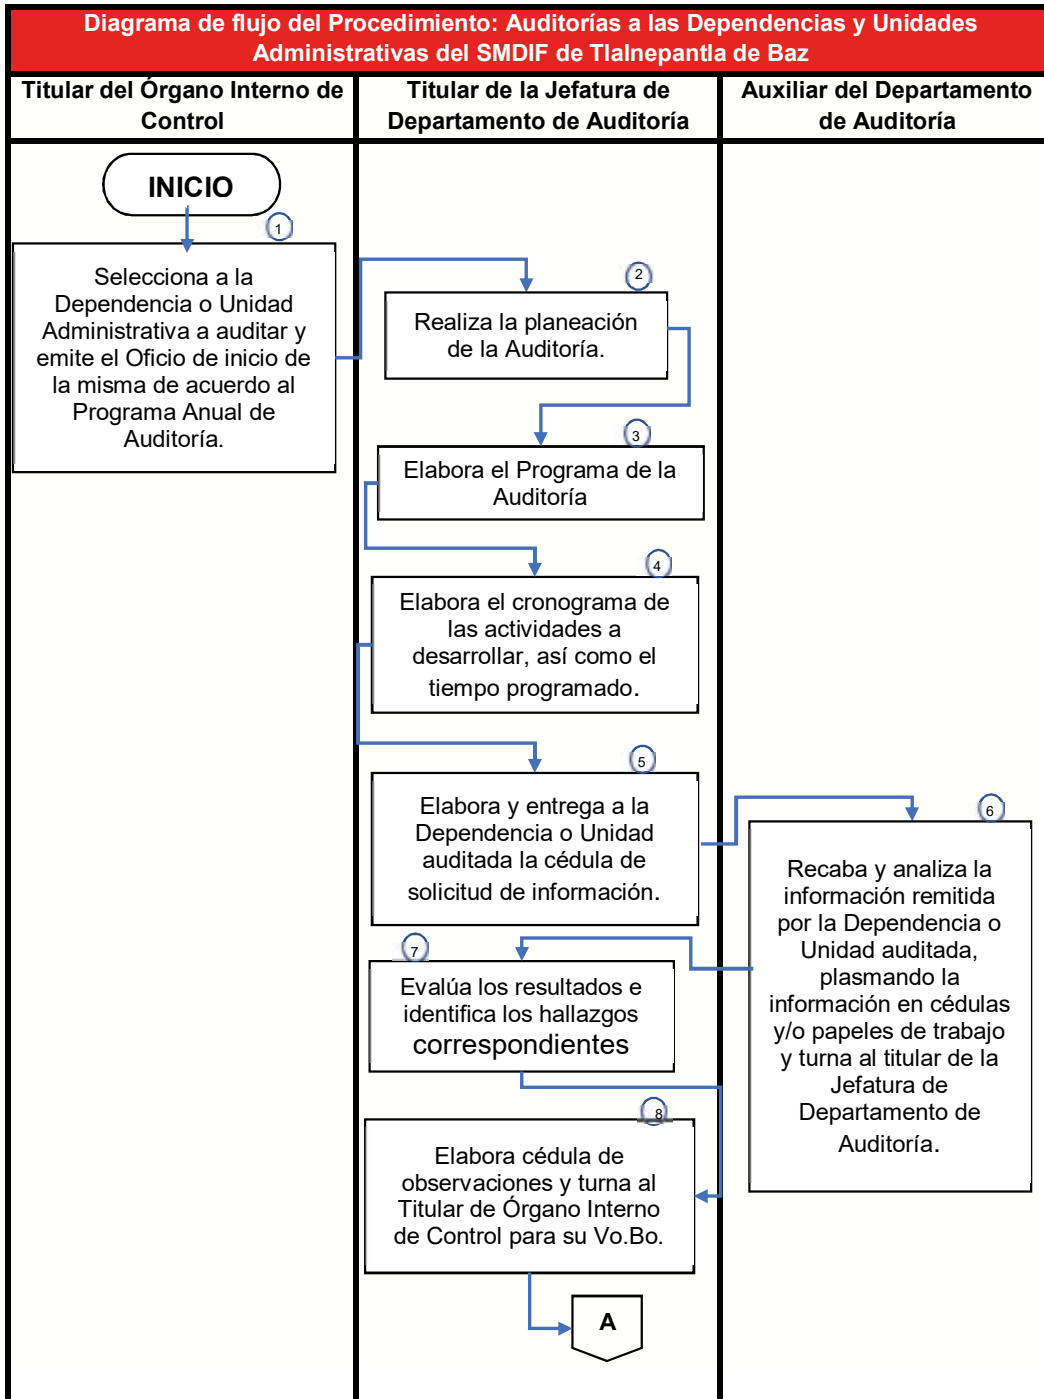 Diagrama de flujo del Procedimiento: Auditorías a las Dependencias y Unidades
Administrativas del SMDIF de Tlalnepantla de Baz
Titular del Órgano Interno de
Control
Titular de la Jefatura de
Departamento de Auditoría
Auxiliar del Departamento
de Auditoría
INICIO
1
Selecciona a la
Dependencia o Unidad
Administrativa a auditar y
emite el Oficio de inicio de
la misma de acuerdo al
Programa Anual de
Auditoría.
2
Realiza la planeación
de la Auditoría.
3
Elabora el Programa de la
Auditoría
4
Elabora el cronograma de
las actividades a
desarrollar, así como el
tiempo programado.
5
Elabora y entrega a la
Dependencia o Unidad
auditada la cédula de
solicitud de información.
6
Recaba y analiza la
información remitida
por la Dependencia o
Unidad auditada,
plasmando la
información en cédulas
y/o papeles de trabajo
y turna al titular de la
Jefatura de
Departamento de
Auditoría.
7
Evalúa los resultados e
identifica los hallazgos
correspondientes
8
Elabora cédula de
observaciones y turna al
Titular de Órgano Interno
de Control para su Vo.Bo.
A